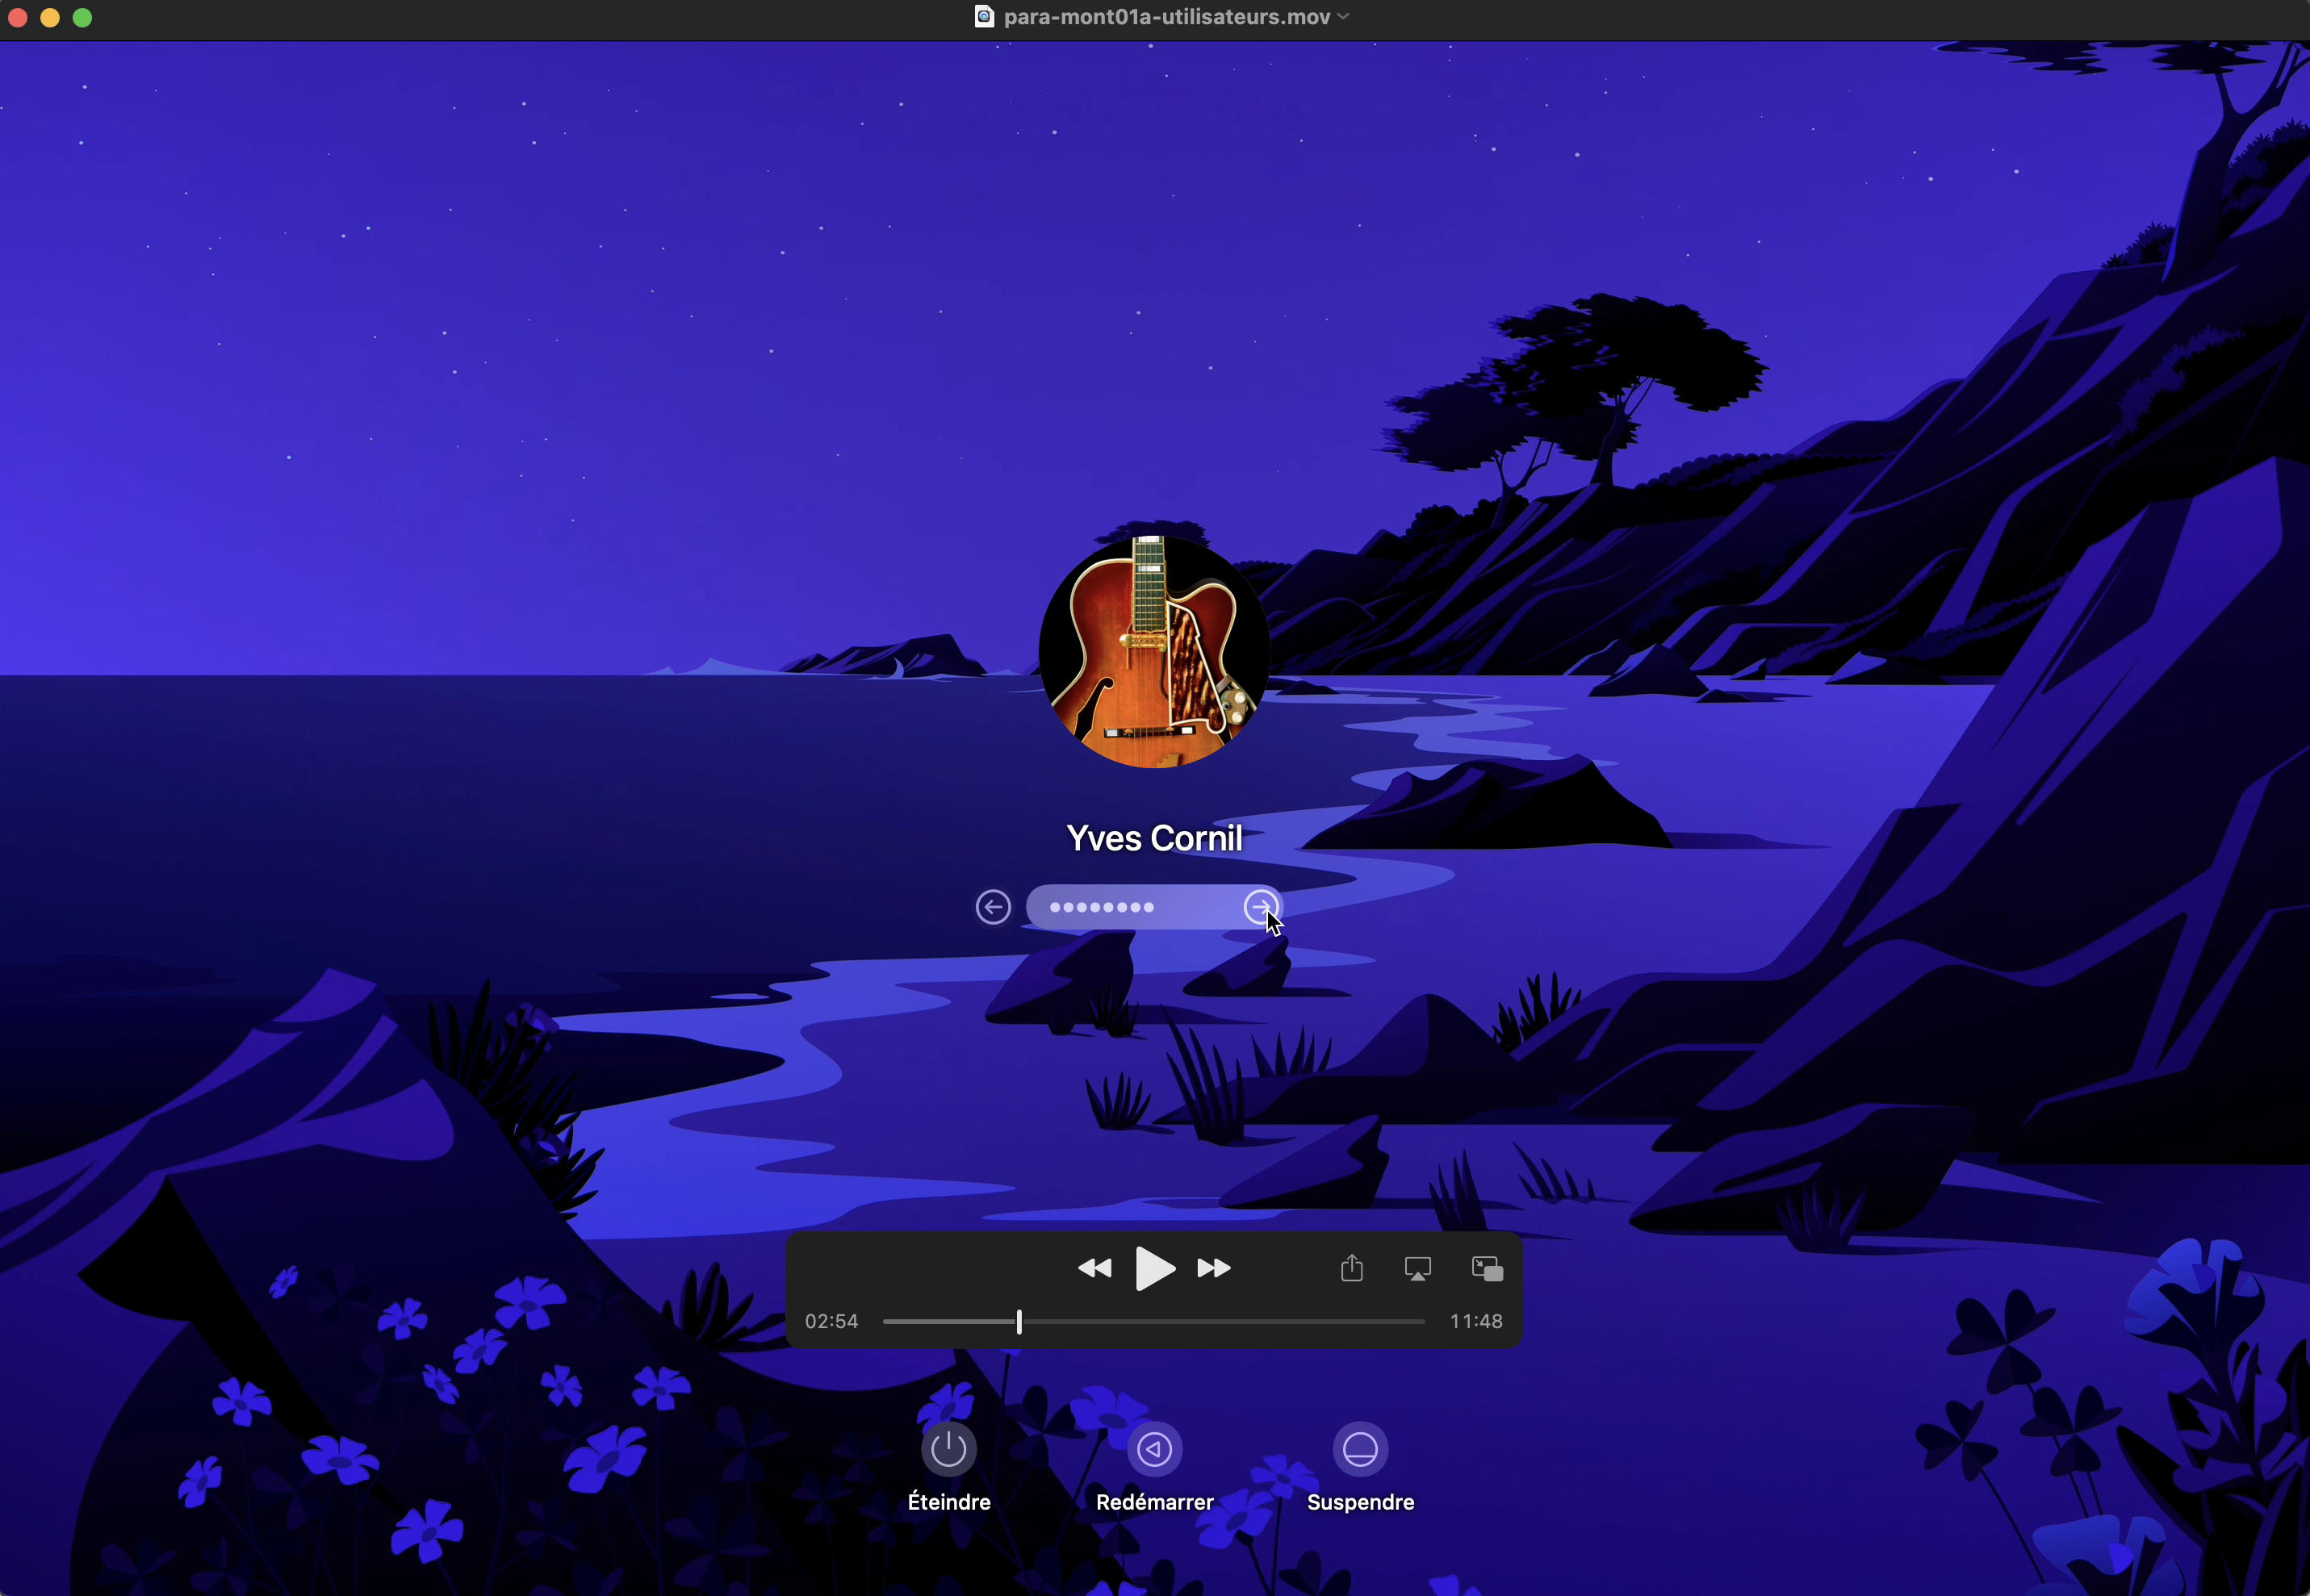 para-mont01a-utilisateurs.mov
Yves Cornil
02:54
11:48
Éteindre
Redémarrer
Suspendre